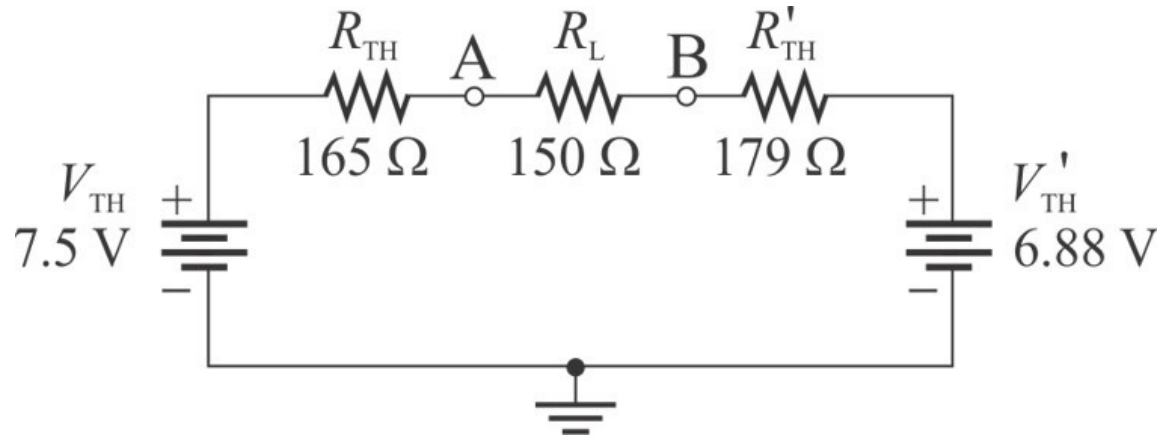 R_TH A R_L B R'_TH
165 Ω 150 Ω 179 Ω
V_TH + + V'_TH
7.5 V 6.88 V
− −